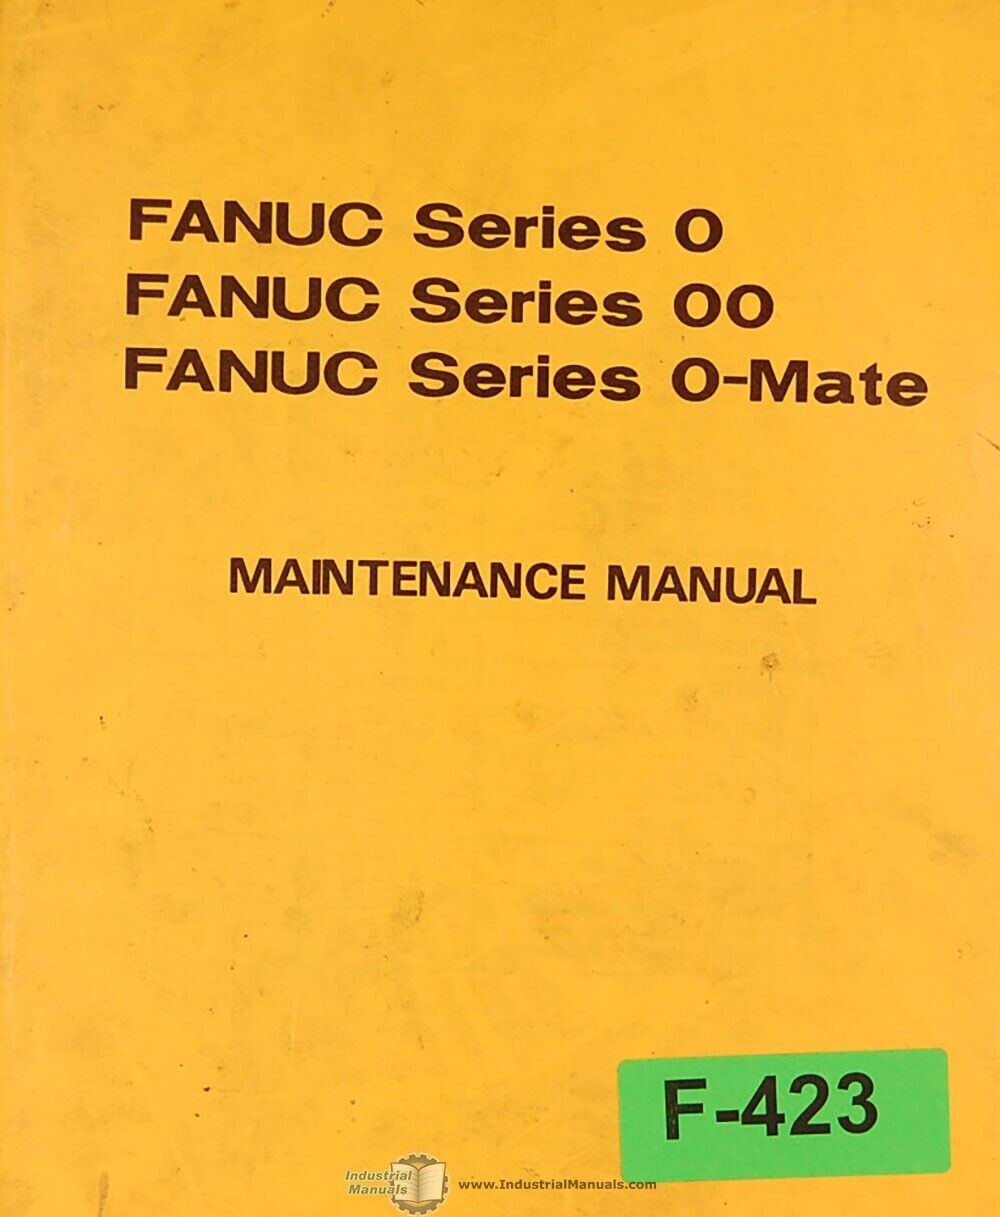 FANUC Series 0
FANUC Series 00
FANUC Series 0-Mate
MAINTENANCE MANUAL
F-423
Industrial
Manuals
www.IndustrialManuals.com